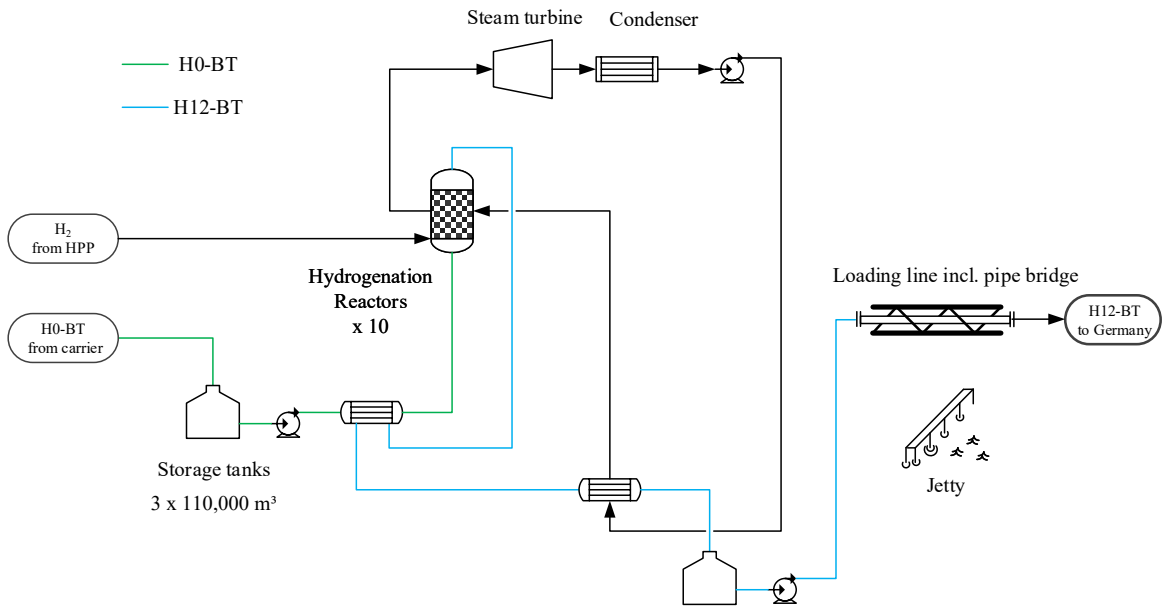 Steam turbine
Condenser
H0-BT
H12-BT
H₂
from HPP
Hydrogenation
Reactors
x 10
Loading line incl. pipe bridge
H12-BT
to Germany
H0-BT
from carrier
Storage tanks
3 x 110,000 m³
Jetty